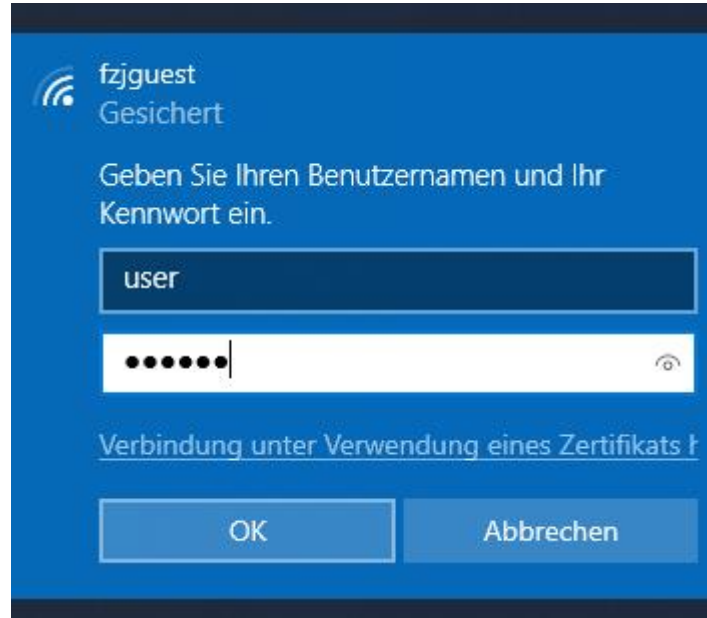 fzjguest
Gesichert
Geben Sie Ihren Benutzernamen und Ihr
Kennwort ein.
user
••••••
Verbindung unter Verwendung eines Zertifikats
OK
Abbrechen